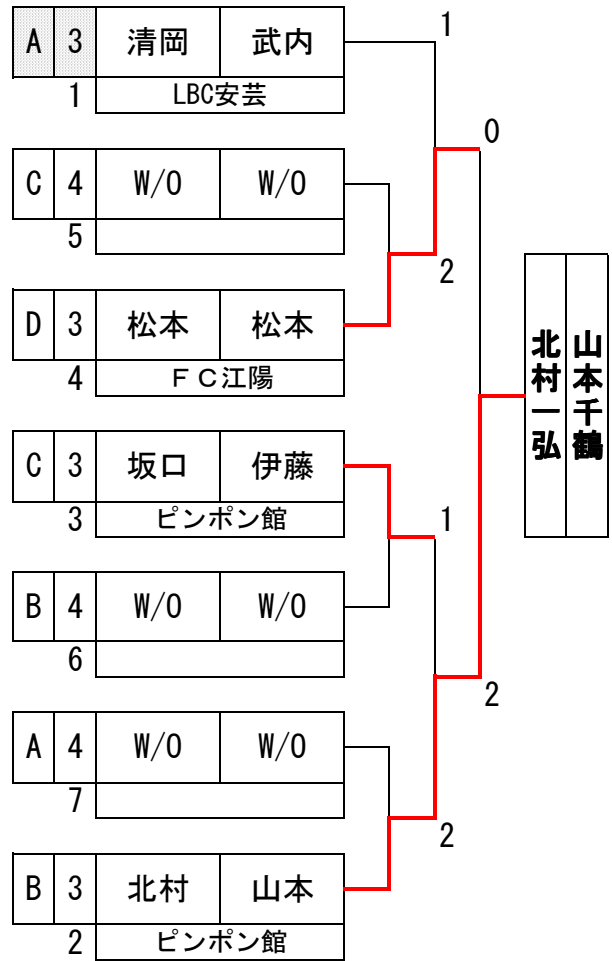 A 3 清岡 武内
1 LBC安芸
C 4 W/O W/O
5
D 3 松本 松本
4 FC江陽
C 3 坂口 伊藤
3 ピンポン館
B 4 W/O W/O
6
A 4 W/O W/O
7
B 3 北村 山本
2 ピンポン館
1
0
2
1
2
2
山本千鶴
北村一弘